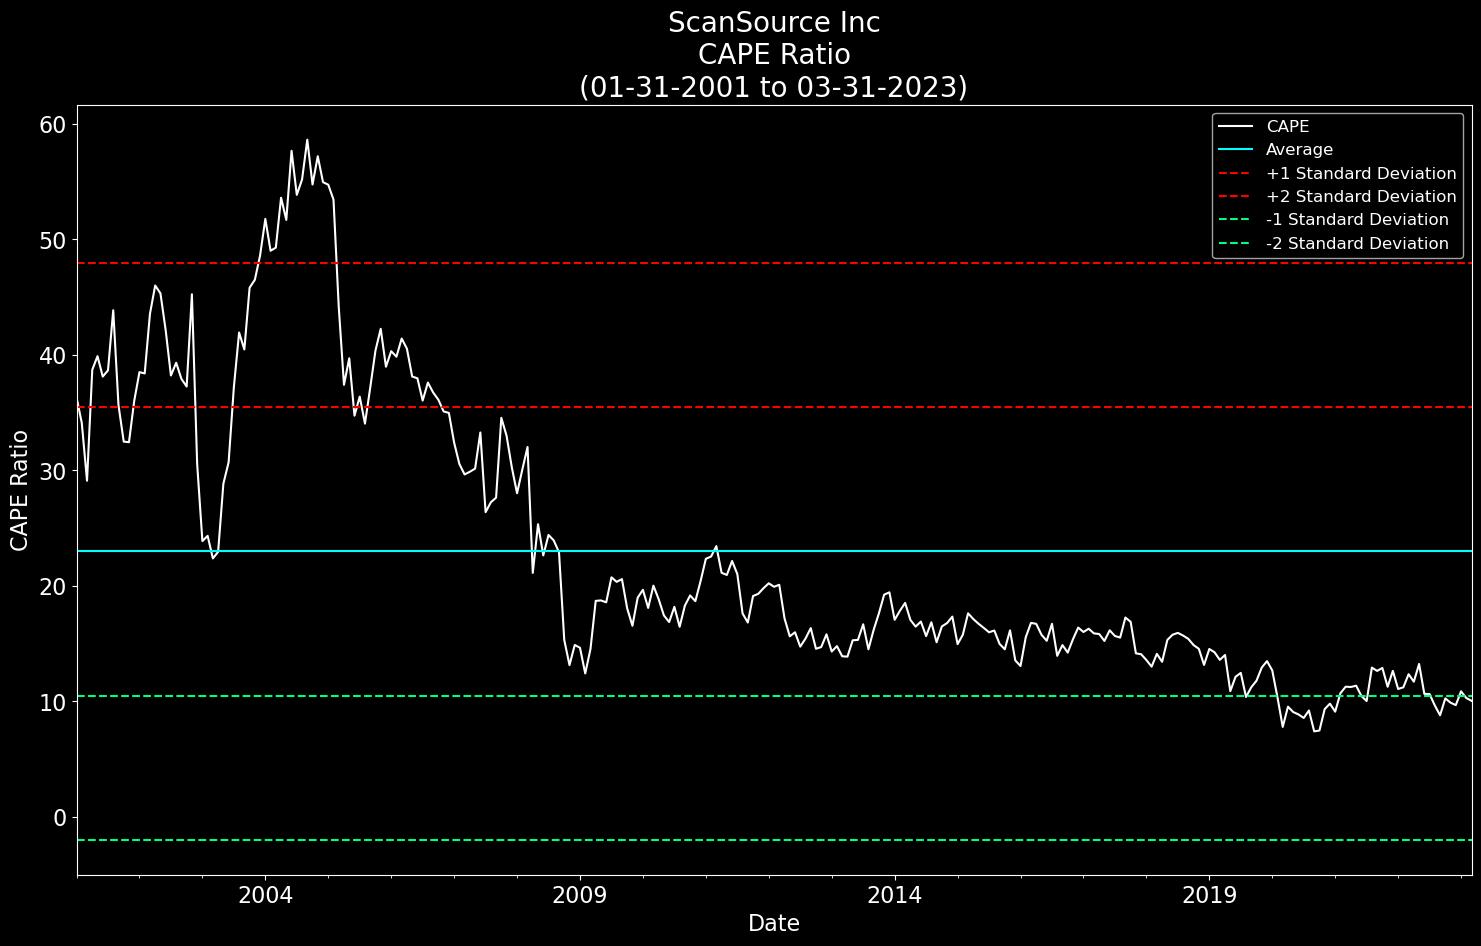 ScanSource Inc
CAPE Ratio
(01-31-2001 to 03-31-2023)
CAPE
Average
+1 Standard Deviation
+2 Standard Deviation
-1 Standard Deviation
-2 Standard Deviation
60
50
40
30
20
10
0
CAPE Ratio
2004 2009 2014 2019
Date